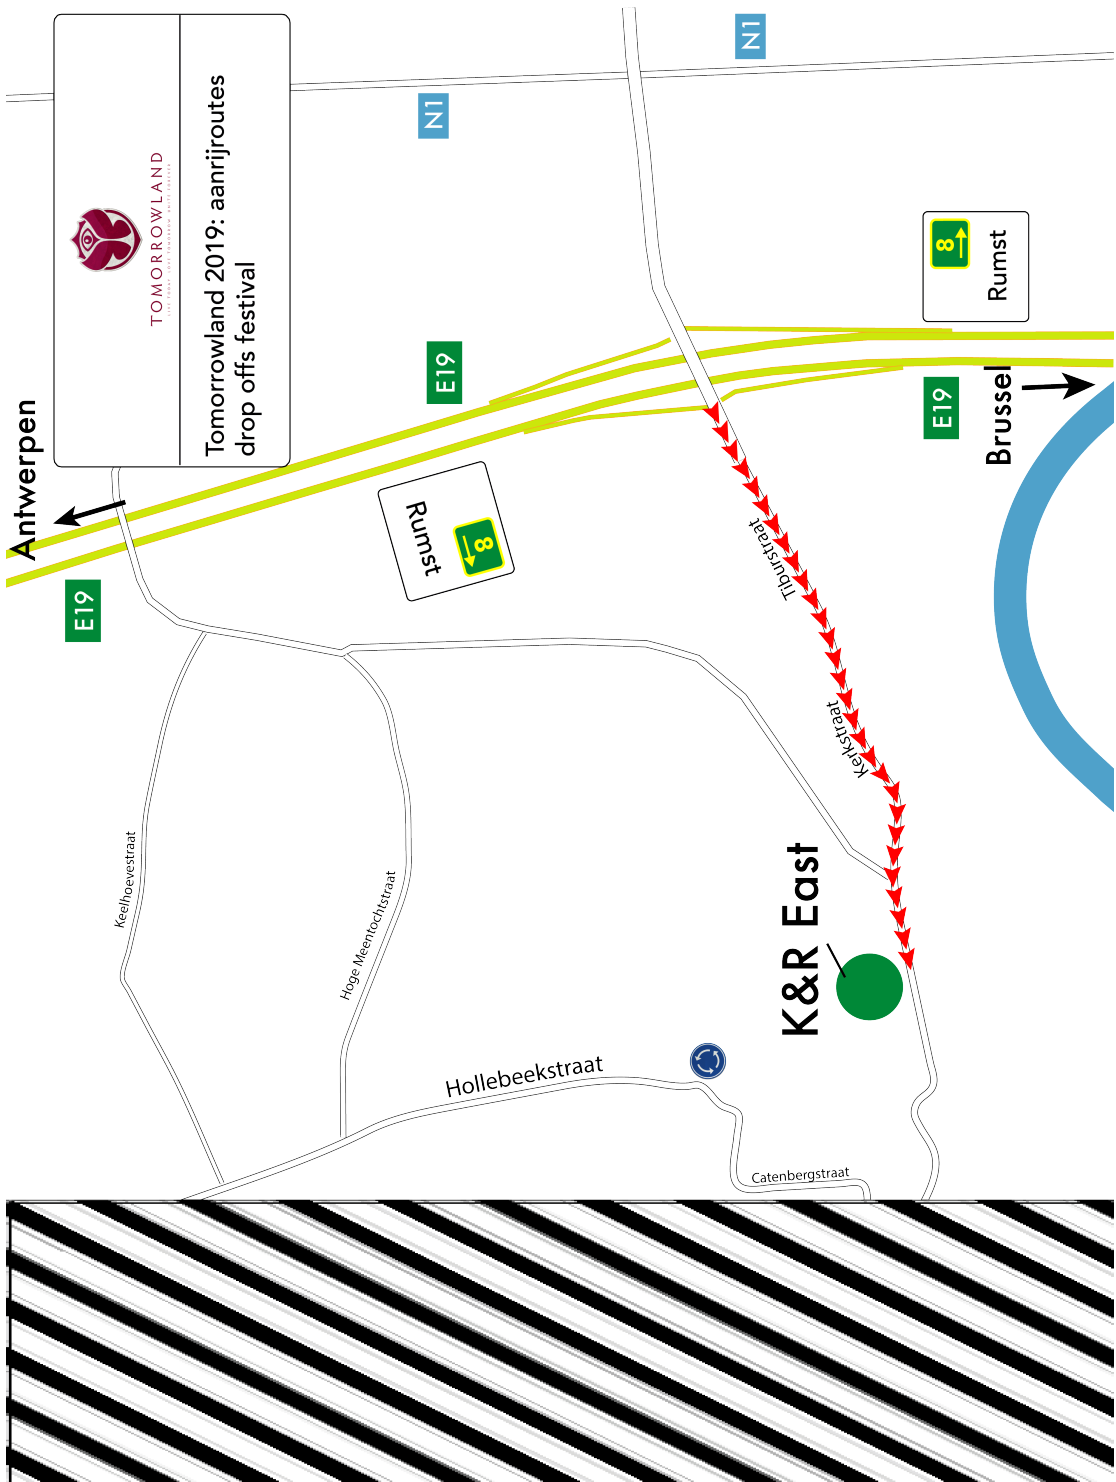 TOMORROWLAND
Tomorrowland 2019: aanrijroutes
drop offs festival
Antwerpen
E19
E19
N1
N1
8
Rumst
8
Rumst
E19
Brussel
Tiburstraat
Kerkstraat
K&R East
Keelhoevestraat
Hoge Meentochtstraat
Hollebeekstraat
Catenbergstraat